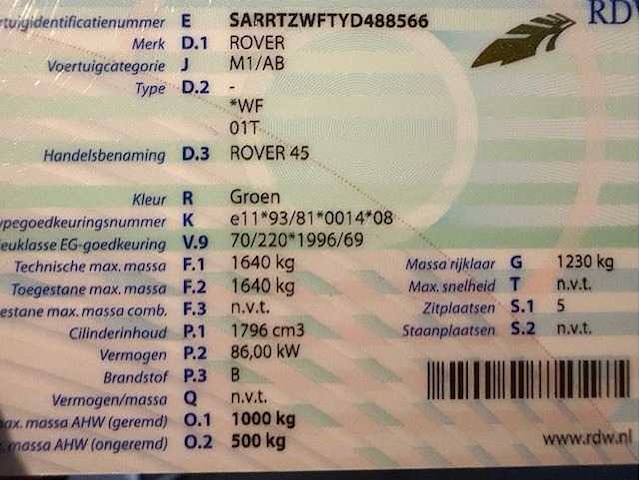 rtuigidentificatienummer E SARRTZWFTYD488566
RDW
Merk D.1 ROVER
Voertuigcategorie J M1/AB
Type D.2 -
*WF
01T
Handelsbenaming D.3 ROVER 45
Kleur R Groen
ypegoedkeuringsnummer K e11*93/81*0014*08
ieuklasse EG-goedkeuring V.9 70/220*1996/69
Technische max. massa F.1 1640 kg Massa rijklaar G 1230 kg
Toegestane max. massa F.2 1640 kg Max. snelheid T n.v.t.
estane max. massa comb. F.3 n.v.t. Zitplaatsen S.1 5
Cilinderinhoud P.1 1796 cm3 Staanplaatsen S.2 n.v.t.
Vermogen P.2 86,00 kW
Brandstof P.3 B
Vermogen/massa Q n.v.t.
ax. massa AHW (geremd) O.1 1000 kg
x. massa AHW (ongeremd) O.2 500 kg
www.rdw.nl